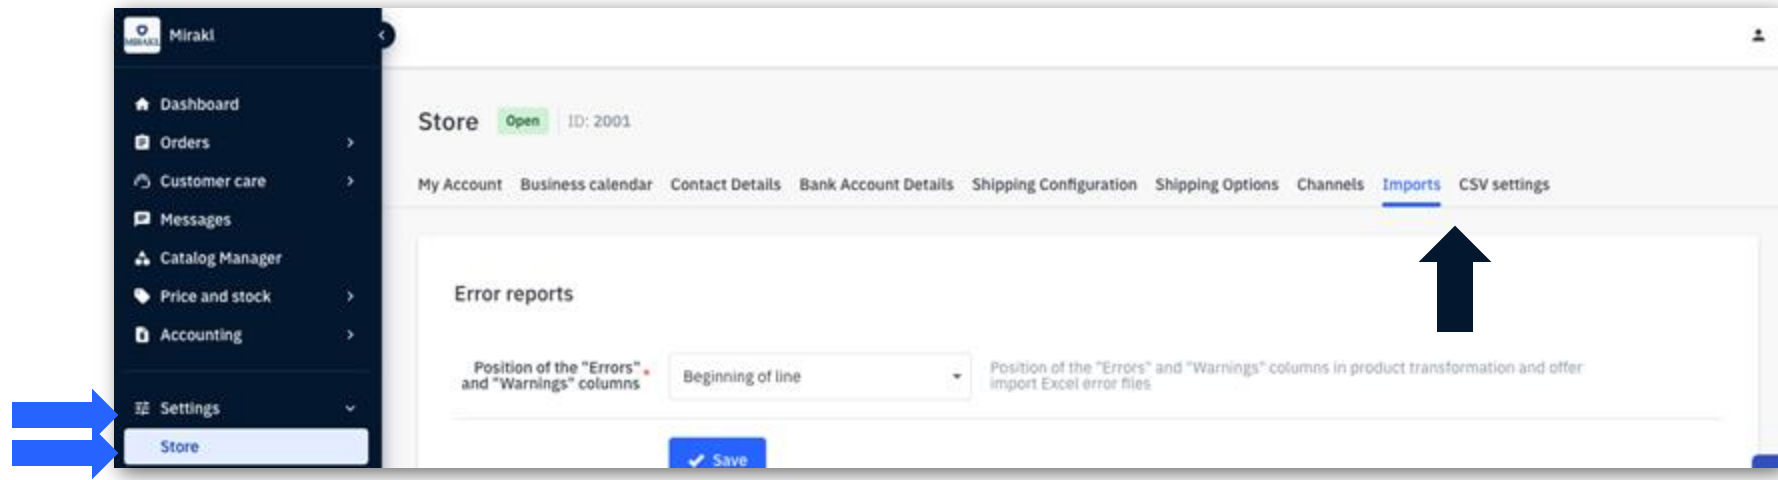 MIRAKL
Mirakl
Dashboard
Orders
Customer care
Messages
Catalog Manager
Price and stock
Accounting
Settings
Store
Store Open ID: 2001
My Account Business calendar Contact Details Bank Account Details Shipping Configuration Shipping Options Channels Imports CSV settings
Error reports
Position of the "Errors" *
and "Warnings" columns
Beginning of line
Position of the "Errors" and "Warnings" columns in product transformation and offer
import Excel error files
Save